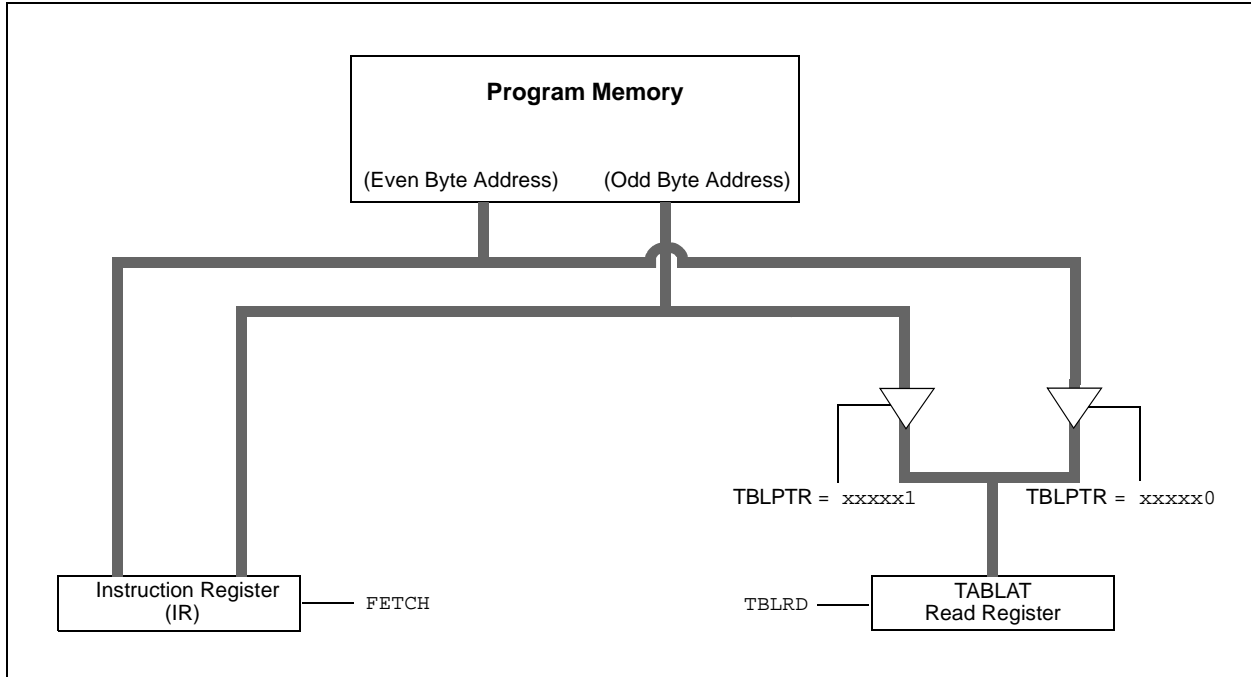 Program Memory
(Even Byte Address) (Odd Byte Address)
TBLPTR = xxxxx1 TBLPTR = xxxxx0
Instruction Register
(IR)
FETCH
TBLRD
TABLAT
Read Register